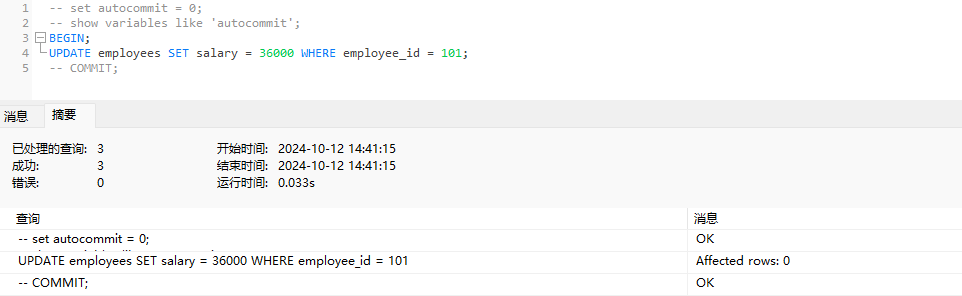 1 -- set autocommit = 0;
2 -- show variables like 'autocommit';
3 BEGIN;
4 UPDATE employees SET salary = 36000 WHERE employee_id = 101;
5 -- COMMIT;
消息 摘要
已处理的查询: 3 开始时间: 2024-10-12 14:41:15
成功: 3 结束时间: 2024-10-12 14:41:15
错误: 0 运行时间: 0.033s
查询 消息
-- set autocommit = 0; OK
UPDATE employees SET salary = 36000 WHERE employee_id = 101 Affected rows: 0
-- COMMIT; OK